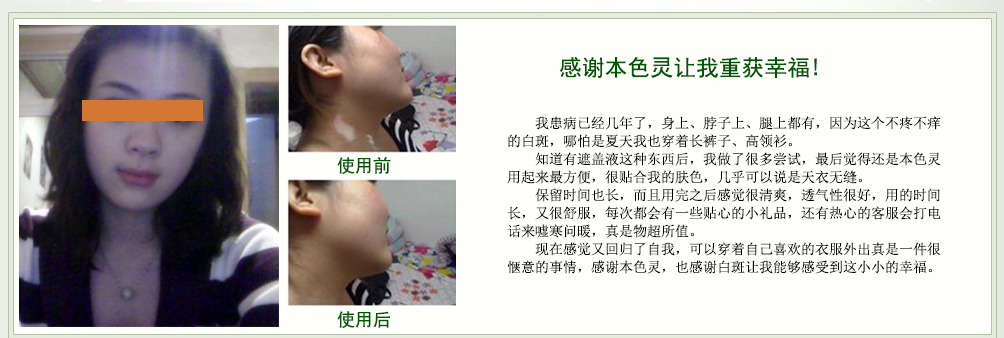 感谢本色灵让我重获幸福!
我患病已经几年了，身上、脖子上、腿上都有，因为这个不疼不痒
的白斑，哪怕是夏天我也穿着长裤子、高领衫。
知道有遮盖液这种东西后，我做了很多尝试，最后觉得还是本色灵
用起来最方便，很贴合我的肤色，几乎可以说是天衣无缝。
保留时间也长，而且用完之后感觉很清爽，透气性很好，用的时间
长，又很舒服，每次都会有一些贴心的小礼品，还有热心的客服会打电
话来嘘寒问暖，真是物超所值。
现在感觉又回归了自我，可以穿着自己喜欢的衣服外出真是一件很
惬意的事情，感谢本色灵，也感谢白斑让我能够感受到这小小的幸福。
使用前
使用后